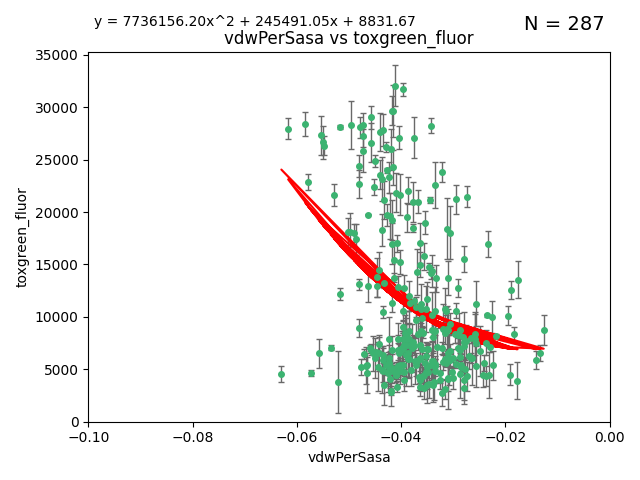 y = 7736156.20x^2 + 245491.05x + 8831.67
N = 287
vdwPerSasa vs toxgreen_fluor
35000
30000
25000
20000
15000
10000
5000
0
toxgreen_fluor
−0.10
−0.08
−0.06
−0.04
−0.02
0.00
vdwPerSasa